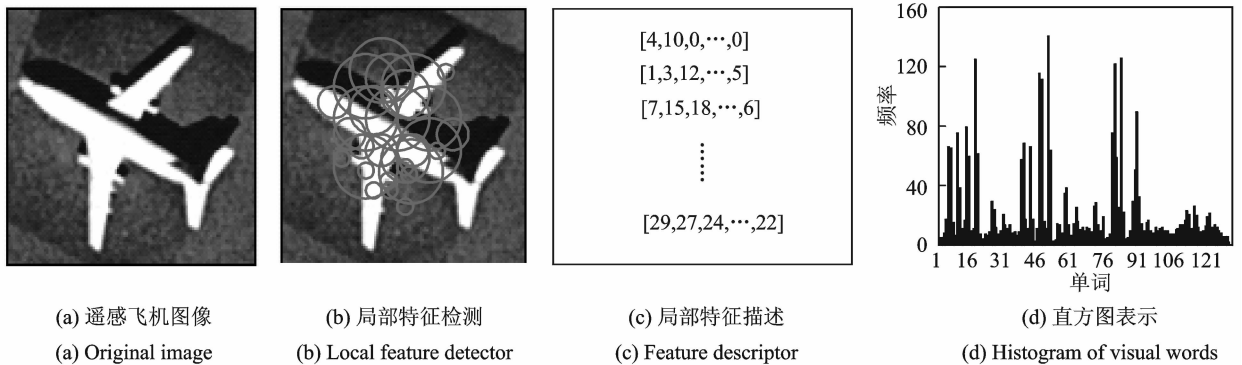 [4,10,0,⋯,0]
[1,3,12,⋯,5]
[7,15,18,⋯,6]
⋮
[29,27,24,⋯,22]
频率
160
120
80
40
0
1 16 31 46 61 76 91 106 121
单词
(a) 遥感飞机图像
(a) Original image
(b) 局部特征检测
(b) Local feature detector
(c) 局部特征描述
(c) Feature descriptor
(d) 直方图表示
(d) Histogram of visual words